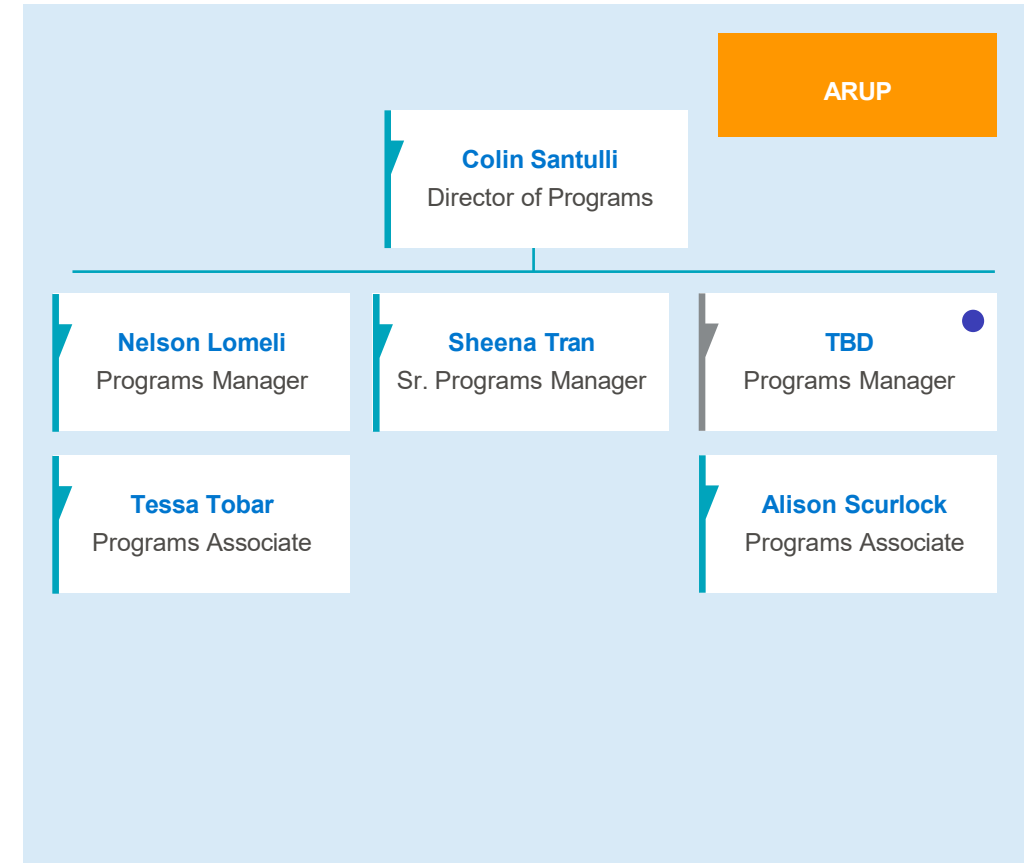 ARUP
Colin Santulli
Director of Programs
Nelson Lomeli
Programs Manager
Sheena Tran
Sr. Programs Manager
TBD
Programs Manager
Tessa Tobar
Programs Associate
Alison Scurlock
Programs Associate